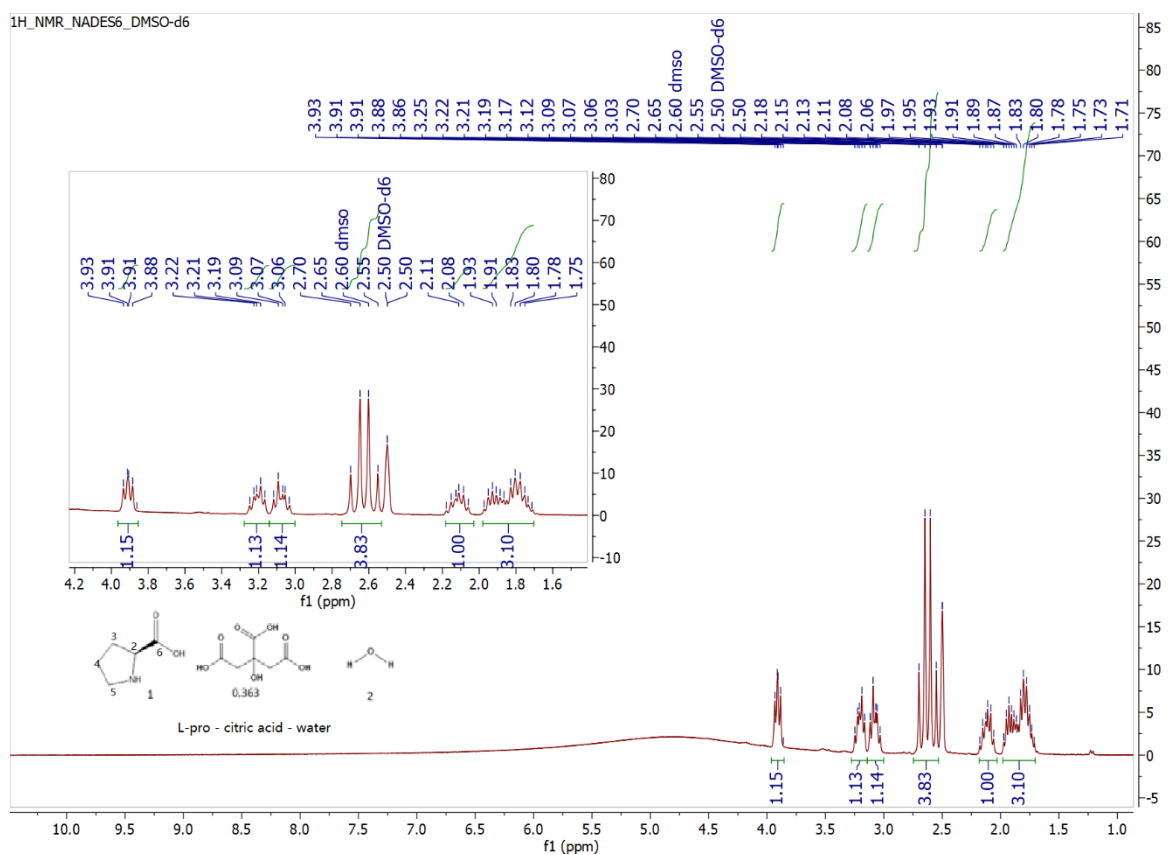 1H_NMR_NADES6_DMSO-d6
3.93 3.91 3.91 3.88 3.86 3.25 3.22 3.21 3.19 3.17 3.12 3.09 3.07 3.06 3.03 2.70 2.65 2.60 dmso 2.55 2.50 DMSO-d6 2.50 2.18 2.15 2.13 2.11 2.08 2.06 1.97 1.95 1.93 1.91 1.89 1.87 1.83 1.80 1.78 1.75 1.73 1.71
85
80
75
70
65
60
55
50
45
40
35
30
25
20
15
10
5
0
-5
3.93 3.91 3.91 3.88 3.22 3.21 3.19 3.09 3.07 3.06 2.70 2.65 2.60 dmso 2.55 2.50 DMSO-d6 2.50 2.11 2.08 1.93 1.91 1.83 1.80 1.78 1.75
80
70
60
50
40
30
20
10
0
-10
1.15 1.13 1.14 3.83 1.00 3.10
4.2 4.0 3.8 3.6 3.4 3.2 3.0 2.8 2.6 2.4 2.2 2.0 1.8 1.6
f1 (ppm)
3 4 5 2 6 O OH NH 1
O OH O O HO OH OH 0,363
H O H 2
L-pro - citric acid - water
1.15 1.13 1.14 3.83 1.00 3.10
10.0 9.5 9.0 8.5 8.0 7.5 7.0 6.5 6.0 5.5 5.0 4.5 4.0 3.5 3.0 2.5 2.0 1.5 1.0
f1 (ppm)